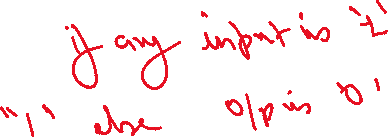 if any input is '1'
"1" else o/p is '0'